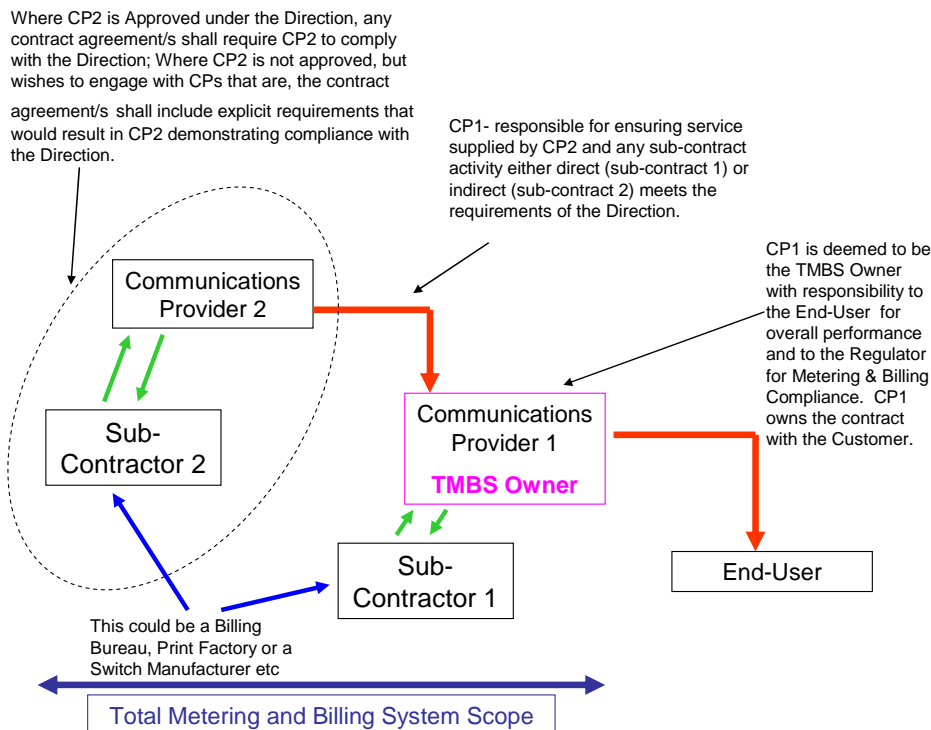 Where CP2 is Approved under the Direction, any
contract agreement/s shall require CP2 to comply
with the Direction; Where CP2 is not approved, but
wishes to engage with CPs that are, the contract
agreement/s shall include explicit requirements that
would result in CP2 demonstrating compliance with
the Direction.
CP1- responsible for ensuring service
supplied by CP2 and any sub-contract
activity either direct (sub-contract 1) or
indirect (sub-contract 2) meets the
requirements of the Direction.
CP1 is deemed to be
the TMBS Owner
with responsibility to
the End-User for
overall performance
and to the Regulator
for Metering & Billing
Compliance. CP1
owns the contract
with the Customer.
Communications
Provider 2
Communications
Provider 1
TMBS Owner
Sub-
Contractor 2
Sub-
Contractor 1
End-User
This could be a Billing
Bureau, Print Factory or a
Switch Manufacturer etc
Total Metering and Billing System Scope